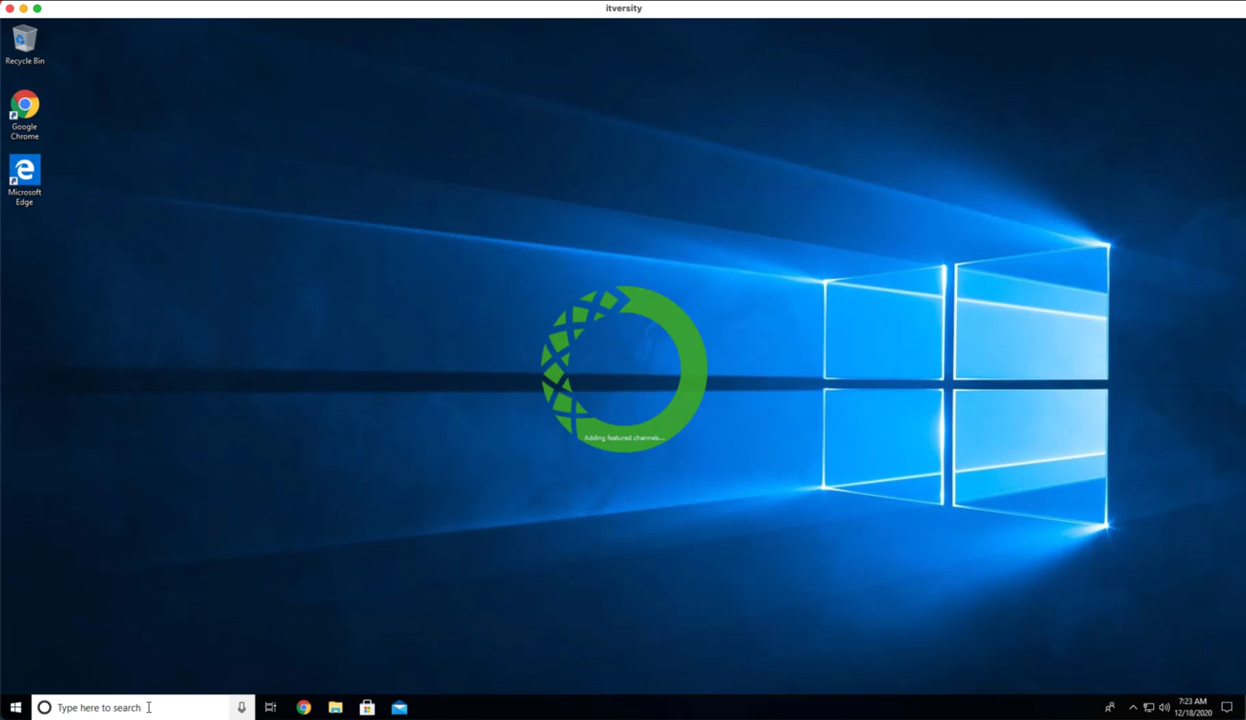 itversity
Recycle Bin
Google
Chrome
Microsoft
Edge
Adding featured channels...
Type here to search
7:23 AM
12/18/2020